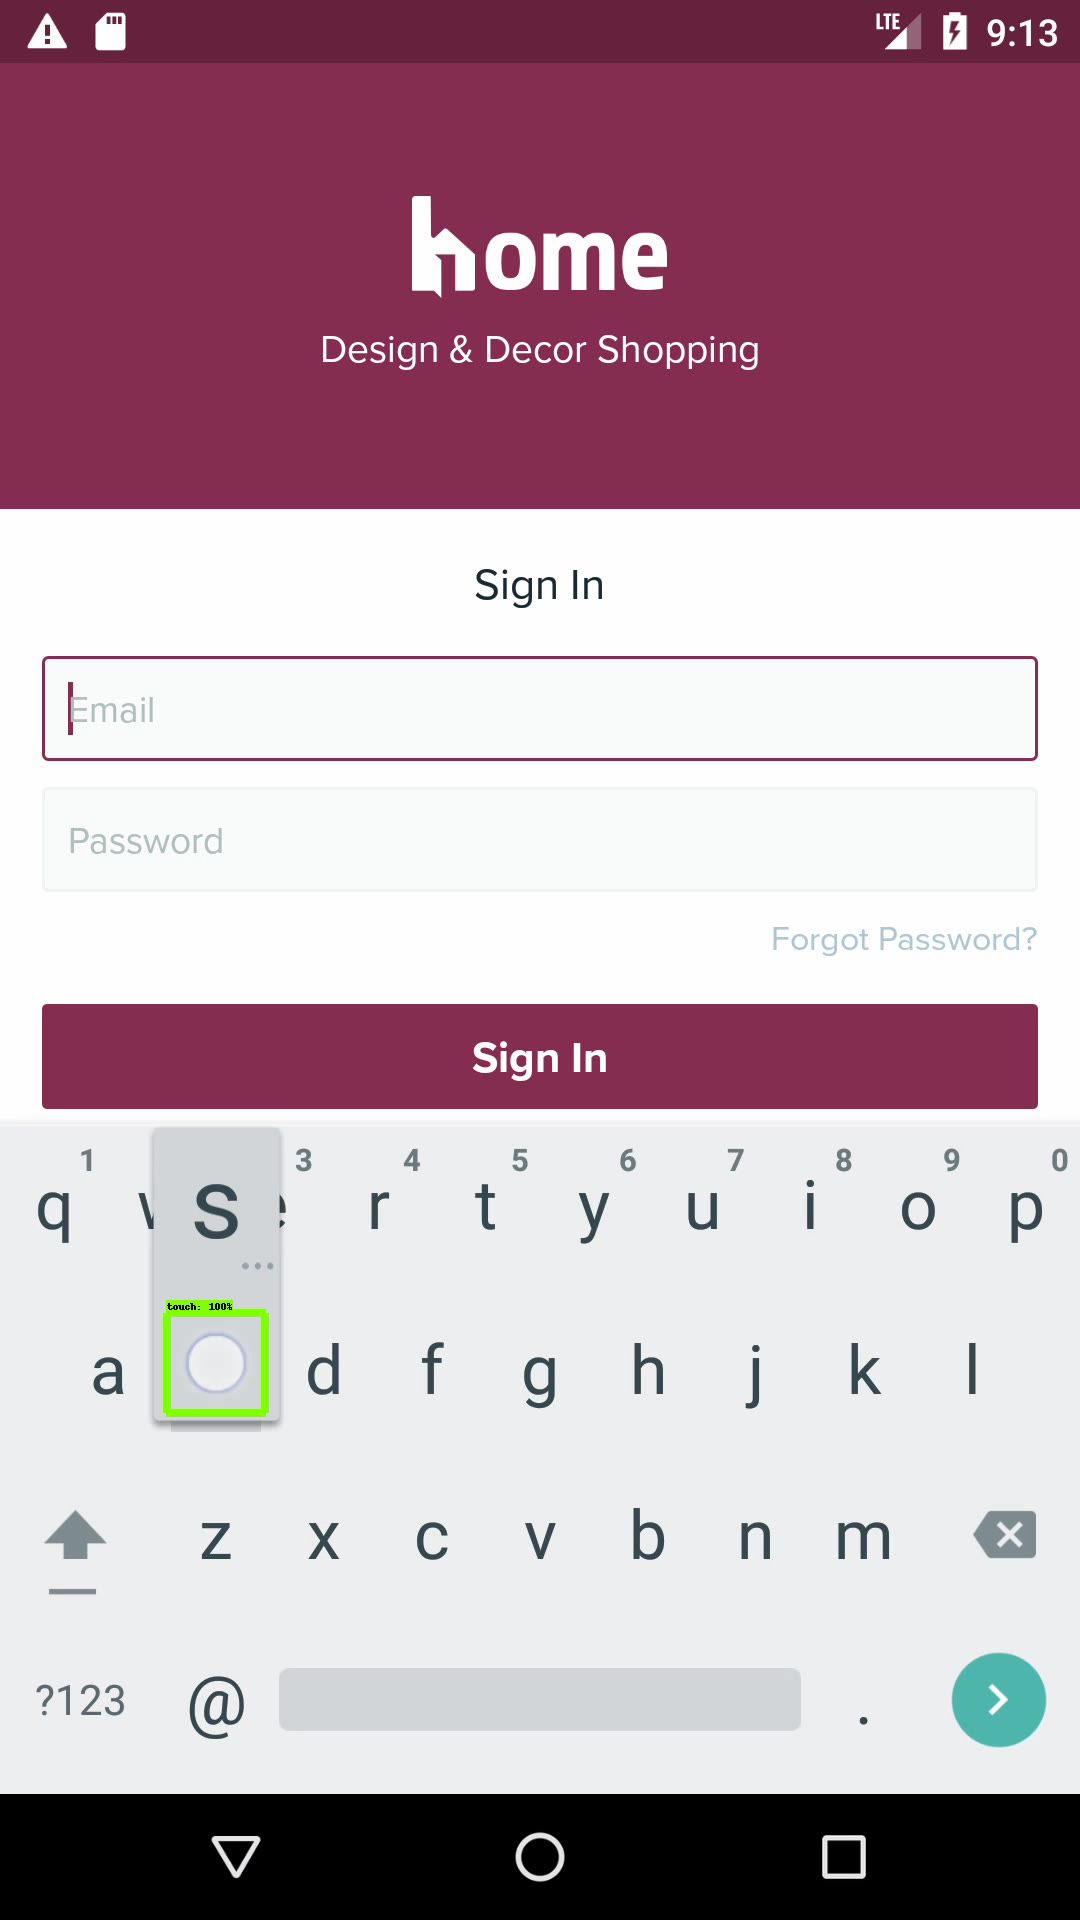 LTE 9:13
home
Design & Decor Shopping
Sign In
Email
Password
Forgot Password?
Sign In
1 3 4 5 6 7 8 9 0
q s r t y u i o p
touch: 100%
a d f g h j k l
z x c v b n m
?123 @ .